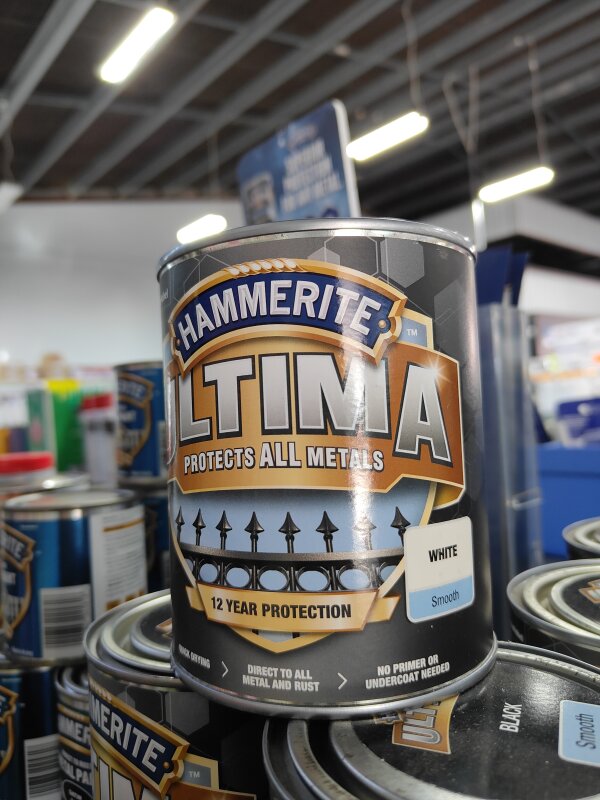 HAMMERITE
™
ULTIMA
PROTECTS ALL METALS
WHITE
Smooth
12 YEAR PROTECTION
QUICK DRYING
DIRECT TO ALL
METAL AND RUST
NO PRIMER OR
UNDERCOAT NEEDED
BLACK
Smooth